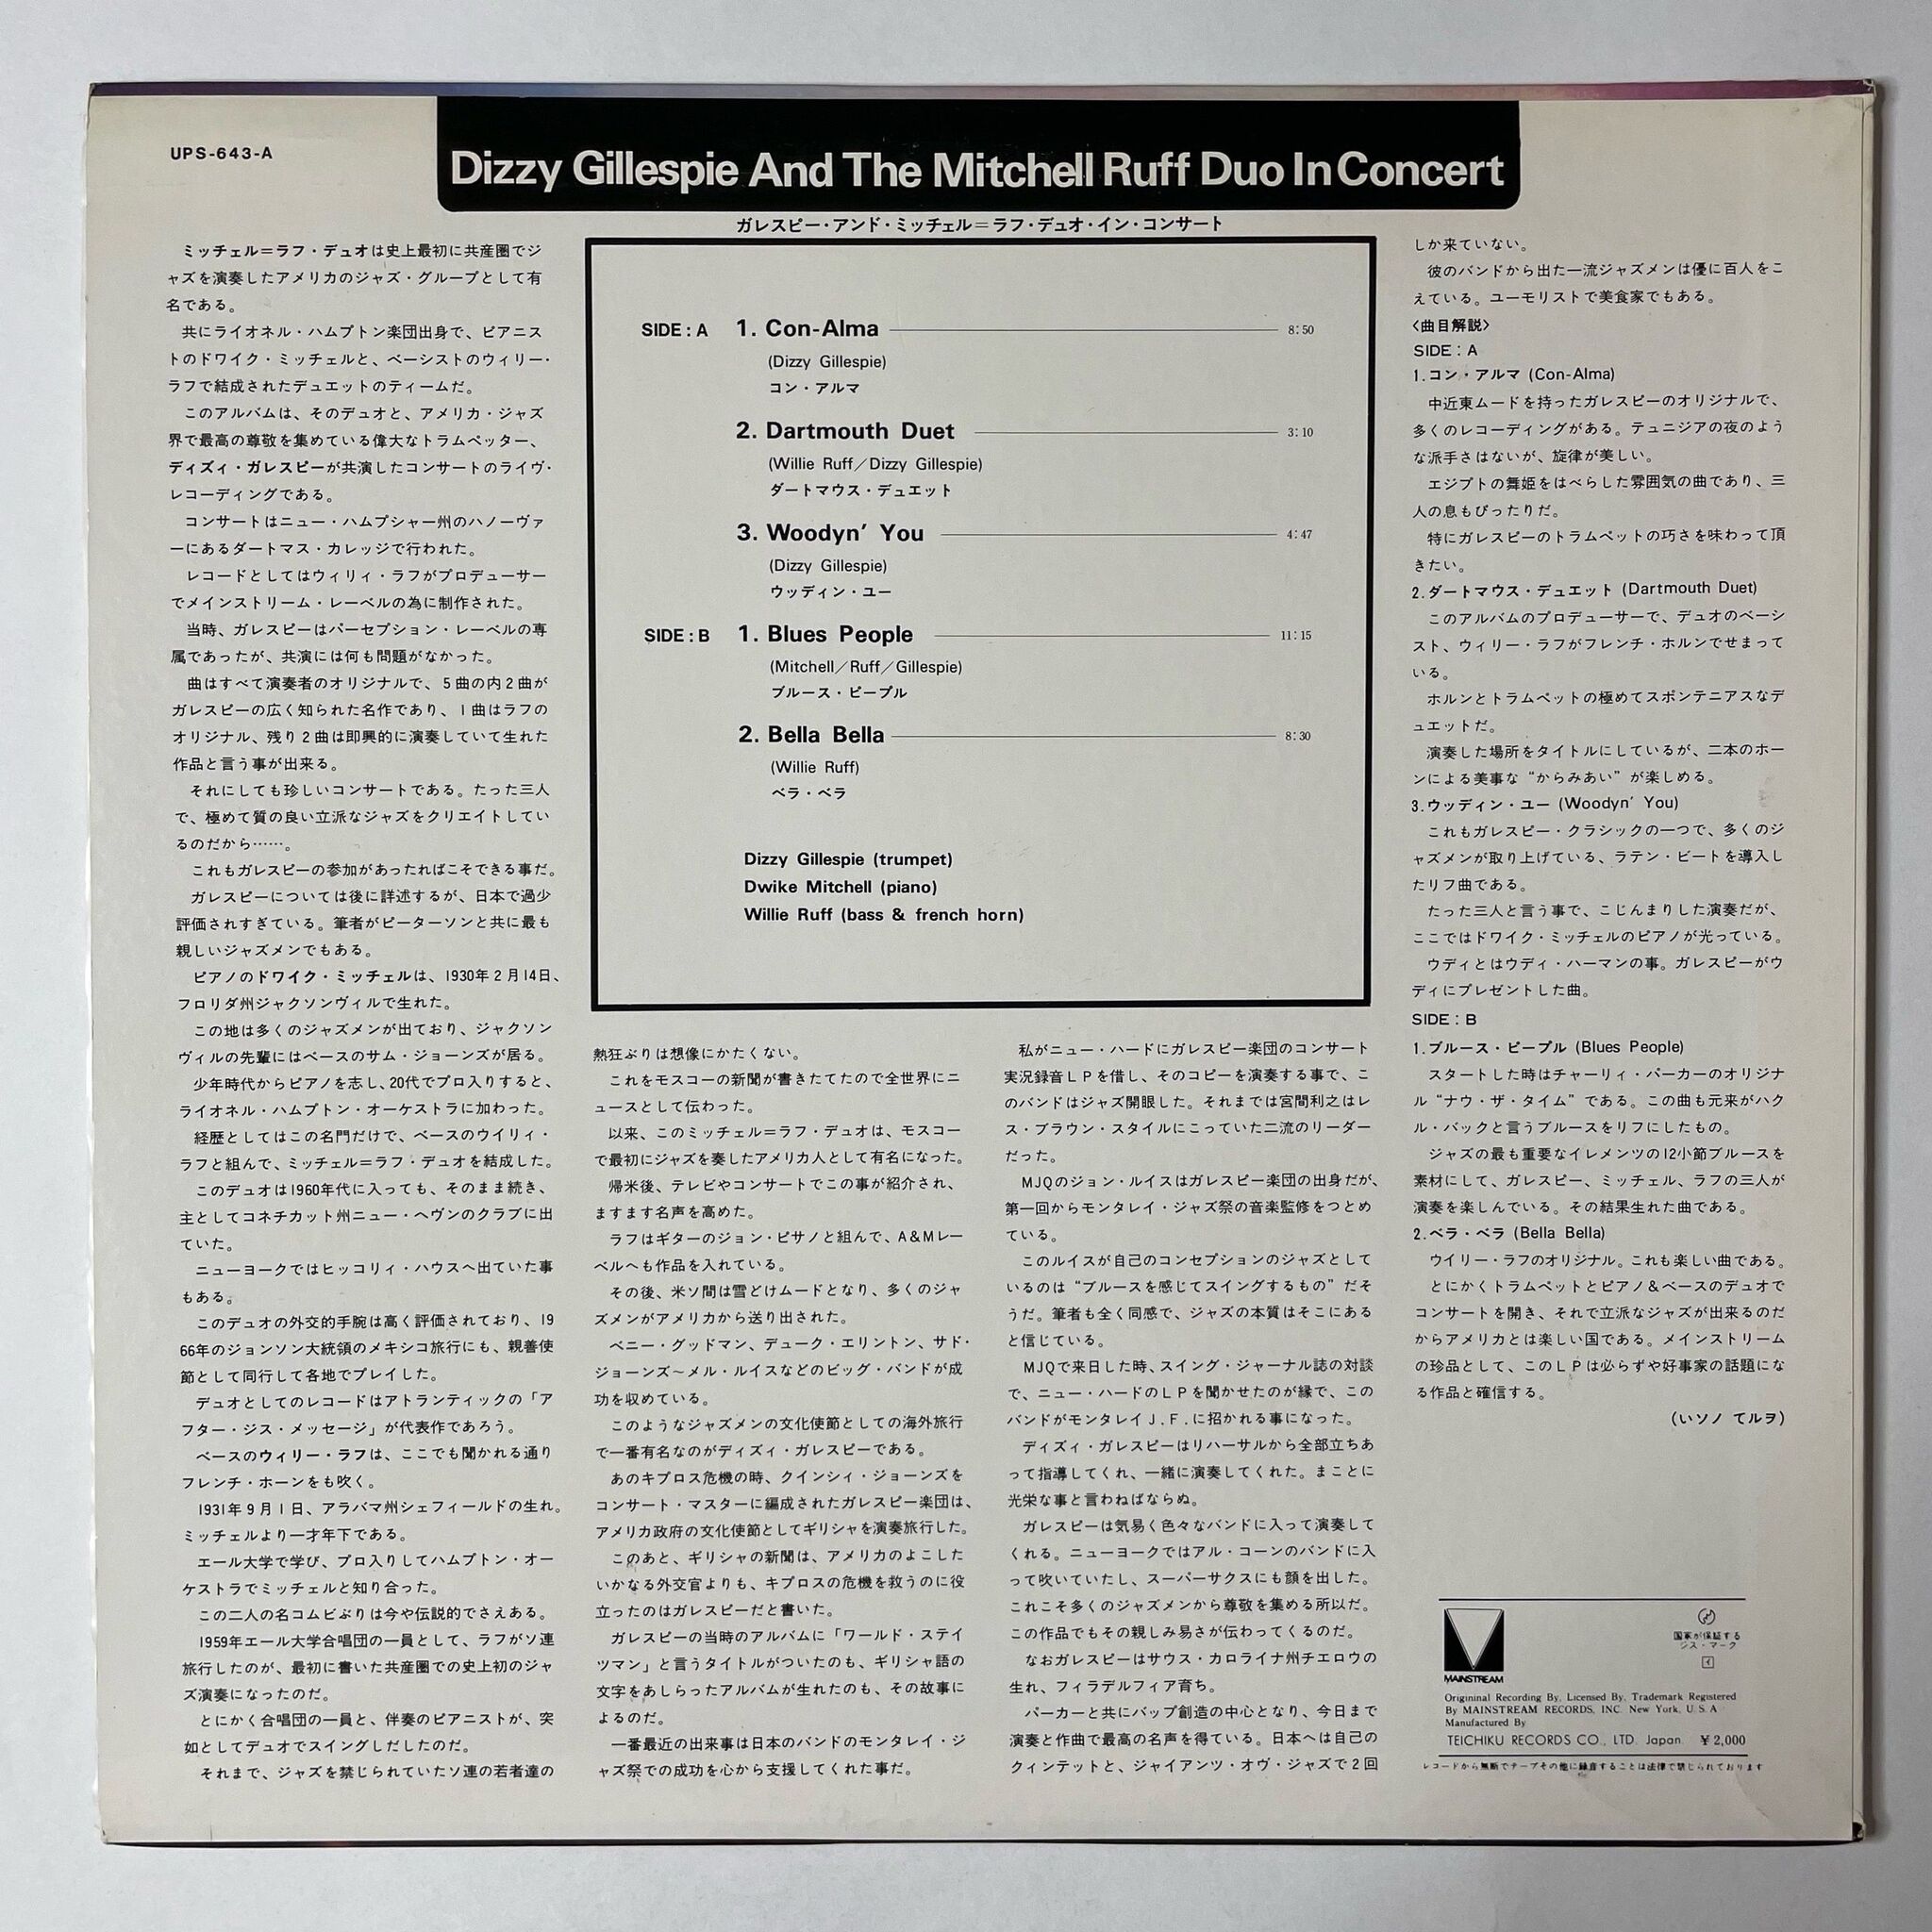 UPS-643-A
Dizzy Gillespie And The Mitchell Ruff Duo In Concert
ガレスピー・アンド・ミッチェル＝ラフ・デュオ・イン・コンサート
ミッチェル＝ラフ・デュオは史上最初に共産圏でジ
ャズを演奏したアメリカのジャズ・グループとして有
名である。
共にライオネル・ハムプトン楽団出身で、ピアニス
トのドワイク・ミッチェルと、ベーシストのウィリー・
ラフで結成されたデュエットのティームだ。
このアルバムは、そのデュオと、アメリカ・ジャズ
界で最高の尊敬を集めている偉大なトラムペッター、
ディズィ・ガレスピーが共演したコンサートのライヴ・
レコーディングである。
コンサートはニュー・ハムプシャー州のハノーヴァ
ーにあるダートマス・カレッジで行われた。
レコードとしてはウィリィ・ラフがプロデューサー
でメインストリーム・レーベルの為に制作された。
当時、ガレスピーはパーセプション・レーベルの専
属であったが、共演には何も問題がなかった。
曲はすべて演奏者のオリジナルで、5曲の内2曲が
ガレスピーの広く知られた名作であり、1曲はラフの
オリジナル、残り2曲は即興的に演奏していて生れた
作品と言う事が出来る。
それにしても珍しいコンサートである。たった三人
で、極めて質の良い立派なジャズをクリエイトしてい
るのだから……。
これもガレスピーの参加があったればこそできる事だ。
ガレスピーについては後に詳述するが、日本で過少
評価されすぎている。筆者がピーターソンと共に最も
親しいジャズメンでもある。
ピアノのドワイク・ミッチェルは、1930年2月14日、
フロリダ州ジャクソンヴィルで生れた。
この地は多くのジャズメンが出ており、ジャクソン
ヴィルの先輩にはベースのサム・ジョーンズが居る。
少年時代からピアノを志し、20代でプロ入りすると、
ライオネル・ハムプトン・オーケストラに加わった。
経歴としてはこの名門だけで、ベースのウイリィ・
ラフと組んで、ミッチェル＝ラフ・デュオを結成した。
このデュオは1960年代に入っても、そのまま続き、
主としてコネチカット州ニュー・ヘヴンのクラブに出
ていた。
ニューヨークではヒッコリィ・ハウスへ出ていた事
もある。
このデュオの外交的手腕は高く評価されており、19
66年のジョンソン大統領のメキシコ旅行にも、親善使
節として同行して各地でプレイした。
デュオとしてのレコードはアトランティックの「ア
フター・ジス・メッセージ」が代表作であろう。
ベースのウィリー・ラフは、ここでも聞かれる通り
フレンチ・ホーンをも吹く。
1931年9月1日、アラバマ州シェフィールドの生れ。
ミッチェルより一才年下である。
エール大学で学び、プロ入りしてハムプトン・オー
ケストラでミッチェルと知り合った。
この二人の名コムビぶりは今や伝説的でさえある。
1959年エール大学合唱団の一員として、ラフがソ連
旅行したのが、最初に書いた共産圏での史上初のジャ
ズ演奏になったのだ。
とにかく合唱団の一員と、伴奏のピアニストが、突
如としてデュオでスイングしだしたのだ。
それまで、ジャズを禁じられていたソ連の若者達の
SIDE : A
1. Con-Alma 8:50
(Dizzy Gillespie)
コン・アルマ
2. Dartmouth Duet 3:10
(Willie Ruff/Dizzy Gillespie)
ダートマウス・デュエット
3. Woodyn' You 4:47
(Dizzy Gillespie)
ウッディン・ユー
SIDE : B
1. Blues People 11:15
(Mitchell/Ruff/Gillespie)
ブルース・ピープル
2. Bella Bella 8:30
(Willie Ruff)
ベラ・ベラ
Dizzy Gillespie (trumpet)
Dwike Mitchell (piano)
Willie Ruff (bass & french horn)
熱狂ぶりは想像にかたくない。
これをモスコーの新聞が書きたてたので全世界にニ
ュースとして伝わった。
以来、このミッチェル＝ラフ・デュオは、モスコー
で最初にジャズを奏したアメリカ人として有名になった。
帰米後、テレビやコンサートでこの事が紹介され、
ますます名声を高めた。
ラフはギターのジョン・ピサノと組んで、A&Mレー
ベルへも作品を入れている。
その後、米ソ間は雪どけムードとなり、多くのジャ
ズメンがアメリカから送り出された。
ベニー・グッドマン、デューク・エリントン、サド・
ジョーンズ～メル・ルイスなどのビッグ・バンドが成
功を収めている。
このようなジャズメンの文化使節としての海外旅行
で一番有名なのがディズィ・ガレスピーである。
あのキプロス危機の時、クインシィ・ジョーンズを
コンサート・マスターに編成されたガレスピー楽団は、
アメリカ政府の文化使節としてギリシャを演奏旅行した。
このあと、ギリシャの新聞は、アメリカのよこした
いかなる外交官よりも、キプロスの危機を救うのに役
立ったのはガレスピーだと書いた。
ガレスピーの当時のアルバムに「ワールド・ステイ
ツマン」と言うタイトルがついたのも、ギリシャ語の
文字をあしらったアルバムが生れたのも、その故事に
よるのだ。
一番最近の出来事は日本のバンドのモンタレイ・ジ
ャズ祭での成功を心から支援してくれた事だ。
私がニュー・ハードにガレスピー楽団のコンサート
実況録音LPを借し、そのコピーを演奏する事で、こ
のバンドはジャズ開眼した。それまでは宮間利之はレ
ス・ブラウン・スタイルにこっていた二流のリーダー
だった。
MJQのジョン・ルイスはガレスピー楽団の出身だが、
第一回からモンタレイ・ジャズ祭の音楽監修をつとめ
ている。
このルイスが自己のコンセプションのジャズとして
いるのは“ブルースを感じてスイングするもの”だそ
うだ。筆者も全く同感で、ジャズの本質はそこにある
と信じている。
MJQで来日した時、スイング・ジャーナル誌の対談
で、ニュー・ハードのLPを聞かせたのが縁で、この
バンドがモンタレイJ.F.に招かれる事になった。
ディズィ・ガレスピーはリハーサルから全部立ちあ
って指導してくれ、一緒に演奏してくれた。まことに
光栄な事と言わねばならぬ。
ガレスピーは気易く色々なバンドに入って演奏して
くれる。ニューヨークではアル・コーンのバンドに入
って吹いていたし、スーパーサクスにも顔を出した。
これこそ多くのジャズメンから尊敬を集める所以だ。
この作品でもその親しみ易さが伝わってくるのだ。
なおガレスピーはサウス・カロライナ州チエロウの
生れ、フィラデルフィア育ち。
パーカーと共にバップ創造の中心となり、今日まで
演奏と作曲で最高の名声を得ている。日本へは自己の
クィンテットと、ジャイアンツ・オヴ・ジャズで2回
しか来ていない。
彼のバンドから出た一流ジャズメンは優に百人をこ
えている。ユーモリストで美食家でもある。
〈曲目解説〉
SIDE : A
1.コン・アルマ (Con-Alma)
中近東ムードを持ったガレスピーのオリジナルで、
多くのレコーディングがある。テュニジアの夜のよう
な派手さはないが、旋律が美しい。
エジプトの舞姫をはべらした雰囲気の曲であり、三
人の息もぴったりだ。
特にガレスピーのトラムペットの巧さを味わって頂
きたい。
2.ダートマウス・デュエット (Dartmouth Duet)
このアルバムのプロデューサーで、デュオのベーシ
スト、ウィリー・ラフがフレンチ・ホルンでせまって
いる。
ホルンとトラムペットの極めてスポンテニアスなデ
ュエットだ。
演奏した場所をタイトルにしているが、二本のホー
ンによる美事な“からみあい”が楽しめる。
3.ウッディン・ユー (Woodyn' You)
これもガレスピー・クラシックの一つで、多くのジ
ャズメンが取り上げている、ラテン・ビートを導入し
たリフ曲である。
たった三人と言う事で、こじんまりした演奏だが、
ここではドワイク・ミッチェルのピアノが光っている。
ウディとはウディ・ハーマンの事。ガレスピーがウ
ディにプレゼントした曲。
SIDE : B
1.ブルース・ピープル (Blues People)
スタートした時はチャーリィ・パーカーのオリジナ
ル“ナウ・ザ・タイム”である。この曲も元来がハク
ル・バックと言うブルースをリフにしたもの。
ジャズの最も重要なイレメンツの12小節ブルースを
素材にして、ガレスピー、ミッチェル、ラフの三人が
演奏を楽しんでいる。その結果生れた曲である。
2.ベラ・ベラ (Bella Bella)
ウイリー・ラフのオリジナル。これも楽しい曲である。
とにかくトラムペットとピアノ&ベースのデュオで
コンサートを開き、それで立派なジャズが出来るのだ
からアメリカとは楽しい国である。メインストリーム
の珍品として、このLPは必らずや好事家の話題にな
る作品と確信する。
(いソノ てルヲ)
MAINSTREAM
国家が保証する
ジス・マーク
イ
Origininal Recording By, Licensed By, Trademark Registered
By MAINSTREAM RECORDS, INC. New York, U.S.A
Manufactured By
TEICHIKU RECORDS CO., LTD. Japan. ¥2,000
レコードから無断でテープその他に録音することは法律で禁じられております